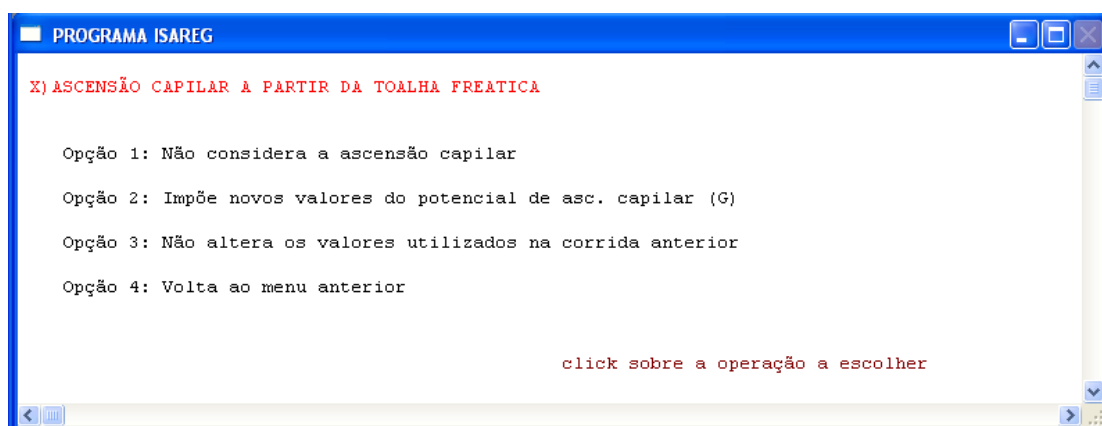 PROGRAMA ISAREG
X) ASCENSÃO CAPILAR A PARTIR DA TOALHA FREATICA
Opção 1: Não considera a ascensão capilar
Opção 2: Impõe novos valores do potencial de asc. capilar (G)
Opção 3: Não altera os valores utilizados na corrida anterior
Opção 4: Volta ao menu anterior
click sobre a operação a escolher